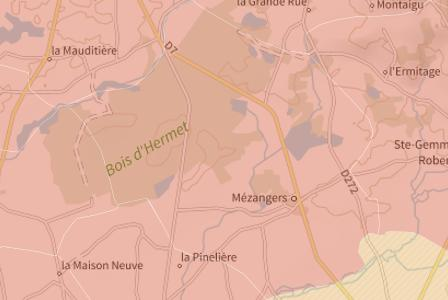 la Grande Rue
Montaigu
la Mauditière
D7
l'Ermitage
Bois d'Hermet
Ste-Gemm
Rober
D272
Mézangers
la Pinelière
la Maison Neuve